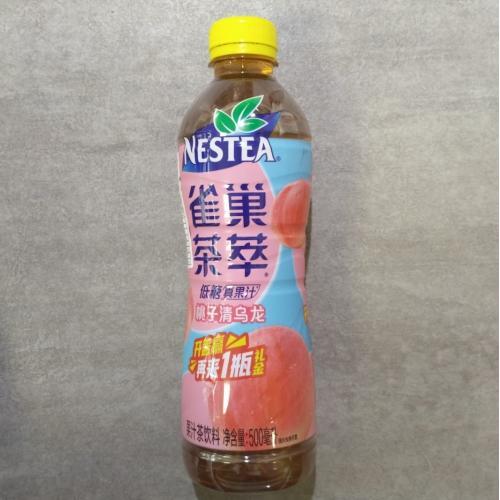 NESTEA
雀巢
茶萃
低糖 真果汁
桃子清乌龙
开盖赢
再来1瓶礼金
果汁茶饮料 净含量:500毫升